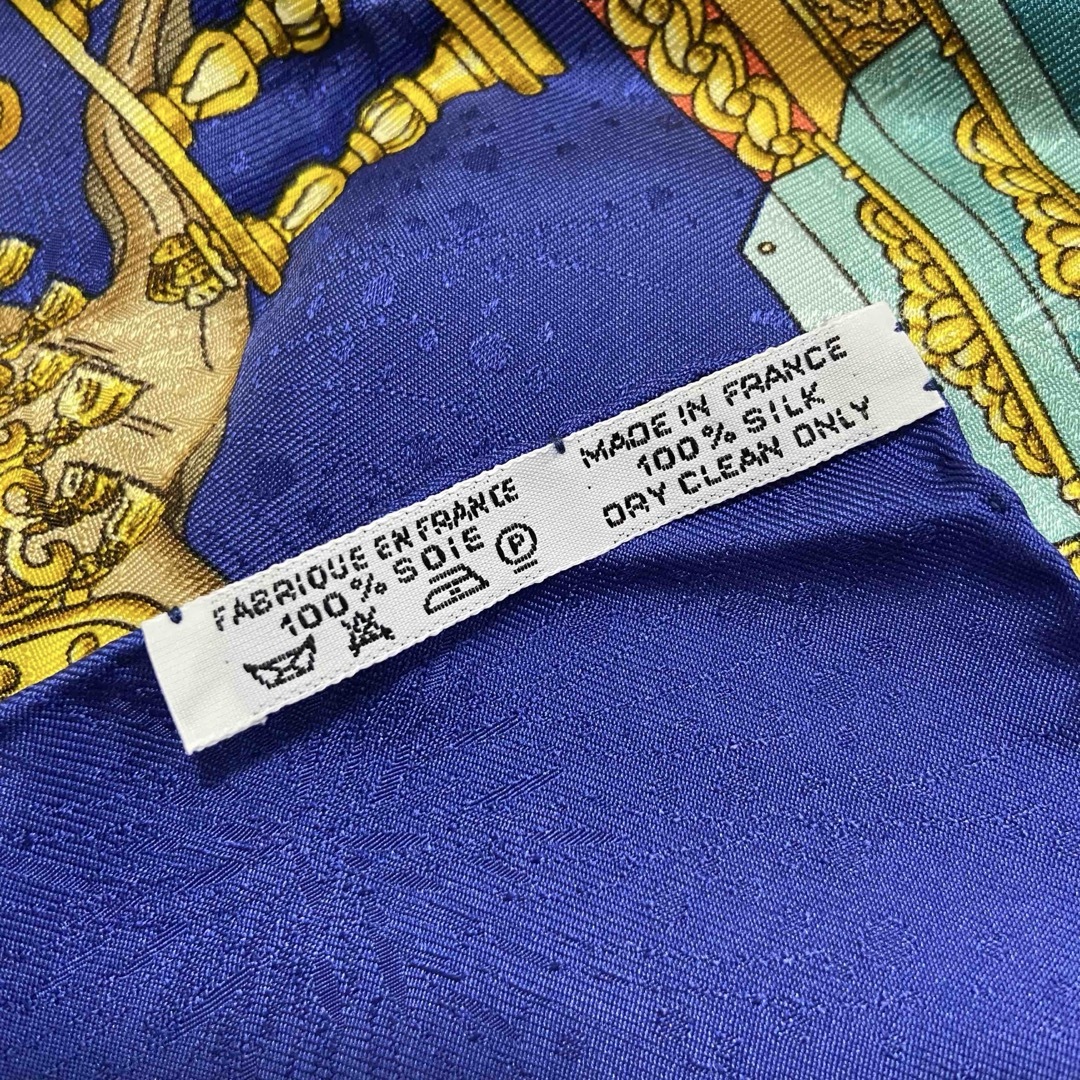 FABRIQUE EN FRANCE
100% SOIE
P
MADE IN FRANCE
100% SILK
DRY CLEAN ONLY